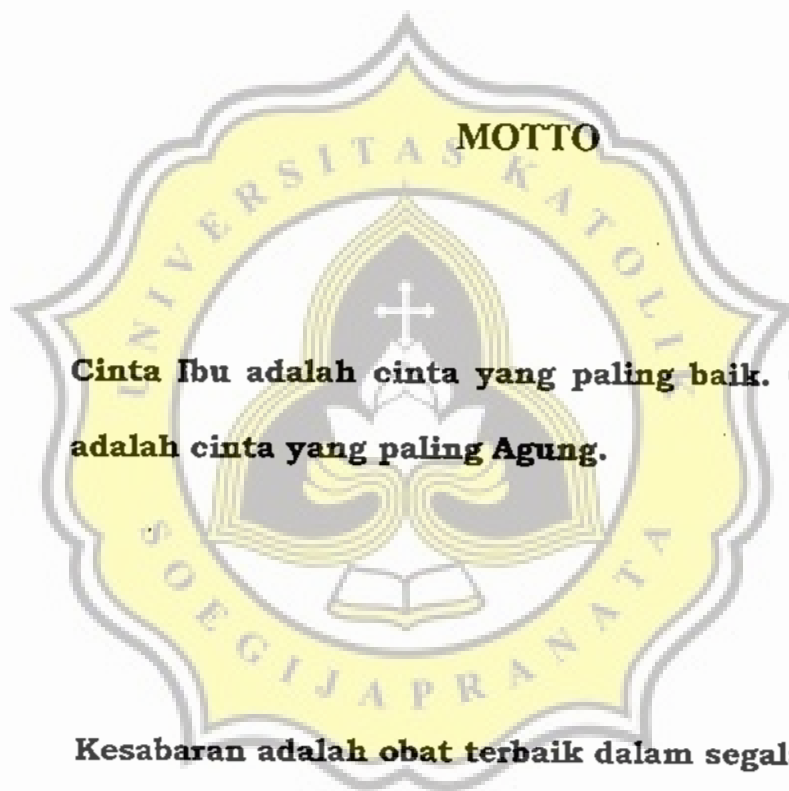 MOTTO
UNIVERSITAS KATOLIK
Cinta Ibu adalah cinta yang paling baik.
adalah cinta yang paling Agung.
SOEGIJAPRANATA
Kesabaran adalah obat terbaik dalam